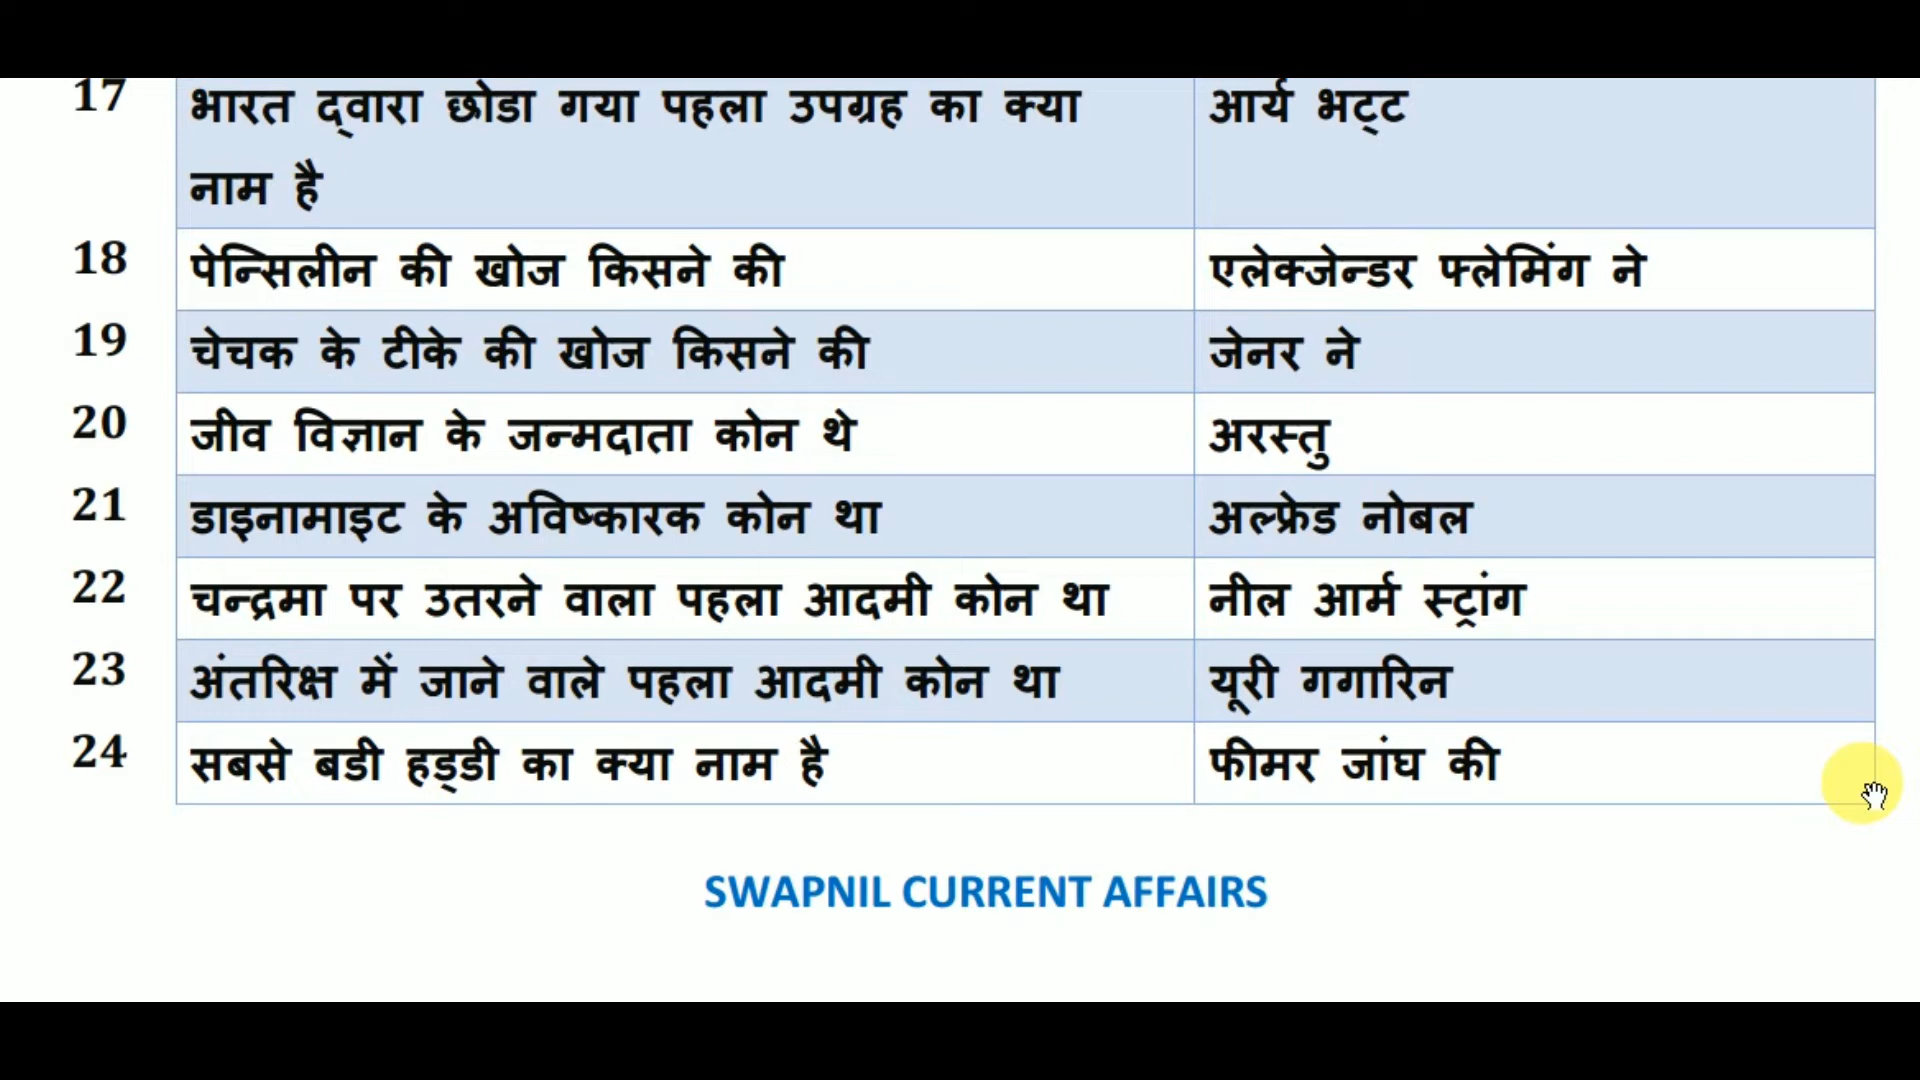 17 भारत द्वारा छोडा गया पहला उपग्रह का क्या आर्य भट्ट
नाम है
18 पेन्सिलीन की खोज किसने की एलेक्जेन्डर फ्लेमिंग ने
19 चेचक के टीके की खोज किसने की जेनर ने
20 जीव विज्ञान के जन्मदाता कोन थे अरस्तु
21 डाइनामाइट के अविष्कारक कोन था अल्फ्रेड नोबल
22 चन्द्रमा पर उतरने वाला पहला आदमी कोन था नील आर्म स्ट्रांग
23 अंतरिक्ष में जाने वाले पहला आदमी कोन था यूरी गगारिन
24 सबसे बडी हड्डी का क्या नाम है फीमर जांघ की
SWAPNIL CURRENT AFFAIRS